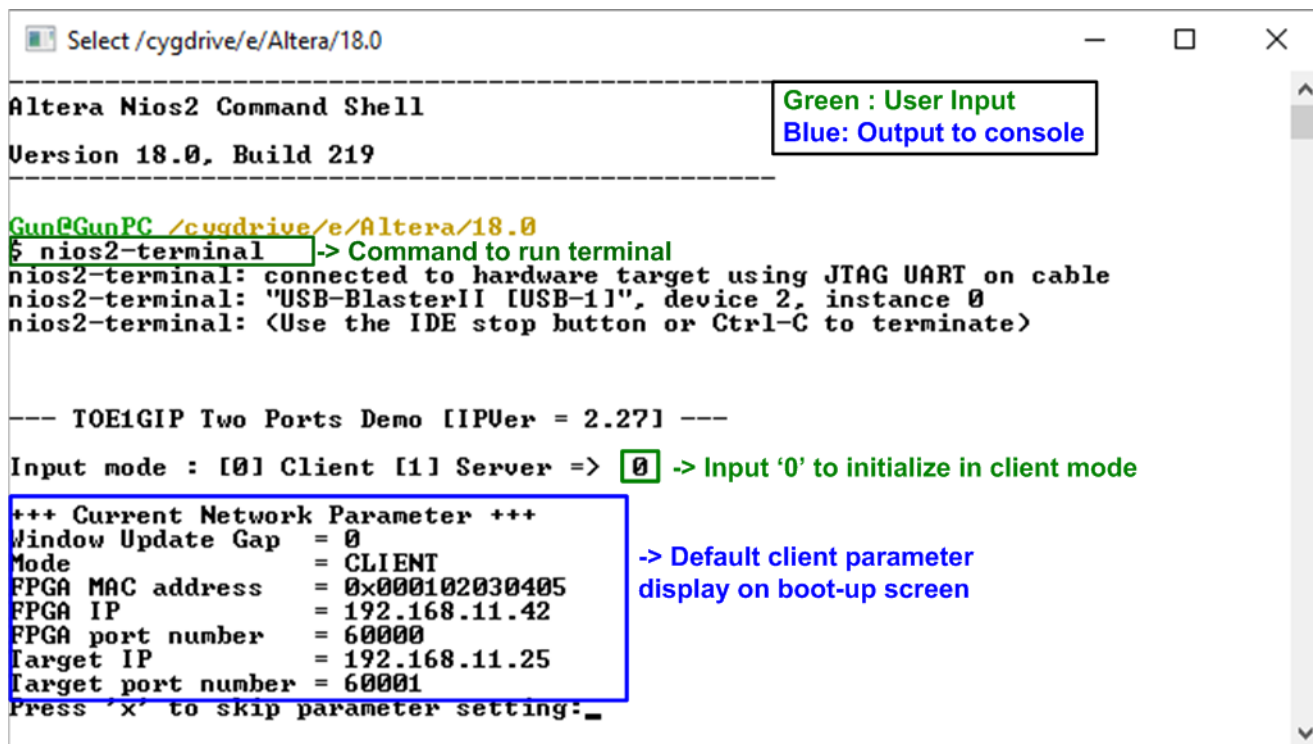 Select /cygdrive/e/Altera/18.0
------------------------------------------------
Altera Nios2 Command Shell
Green : User Input
Blue: Output to console
Version 18.0, Build 219
------------------------------------------------
Gun@GunPC /cygdrive/e/Altera/18.0
$ nios2-terminal -> Command to run terminal
nios2-terminal: connected to hardware target using JTAG UART on cable
nios2-terminal: "USB-BlasterII [USB-1]", device 2, instance 0
nios2-terminal: (Use the IDE stop button or Ctrl-C to terminate)
--- TOE1GIP Two Ports Demo [IPVer = 2.27] ---
Input mode : [0] Client [1] Server => 0 -> Input ‘0’ to initialize in client mode
+++ Current Network Parameter +++
Window Update Gap = 0
Mode = CLIENT
FPGA MAC address = 0x000102030405
FPGA IP = 192.168.11.42
FPGA port number = 60000
Target IP = 192.168.11.25
Target port number = 60001
-> Default client parameter
display on boot-up screen
Press 'x' to skip parameter setting:_